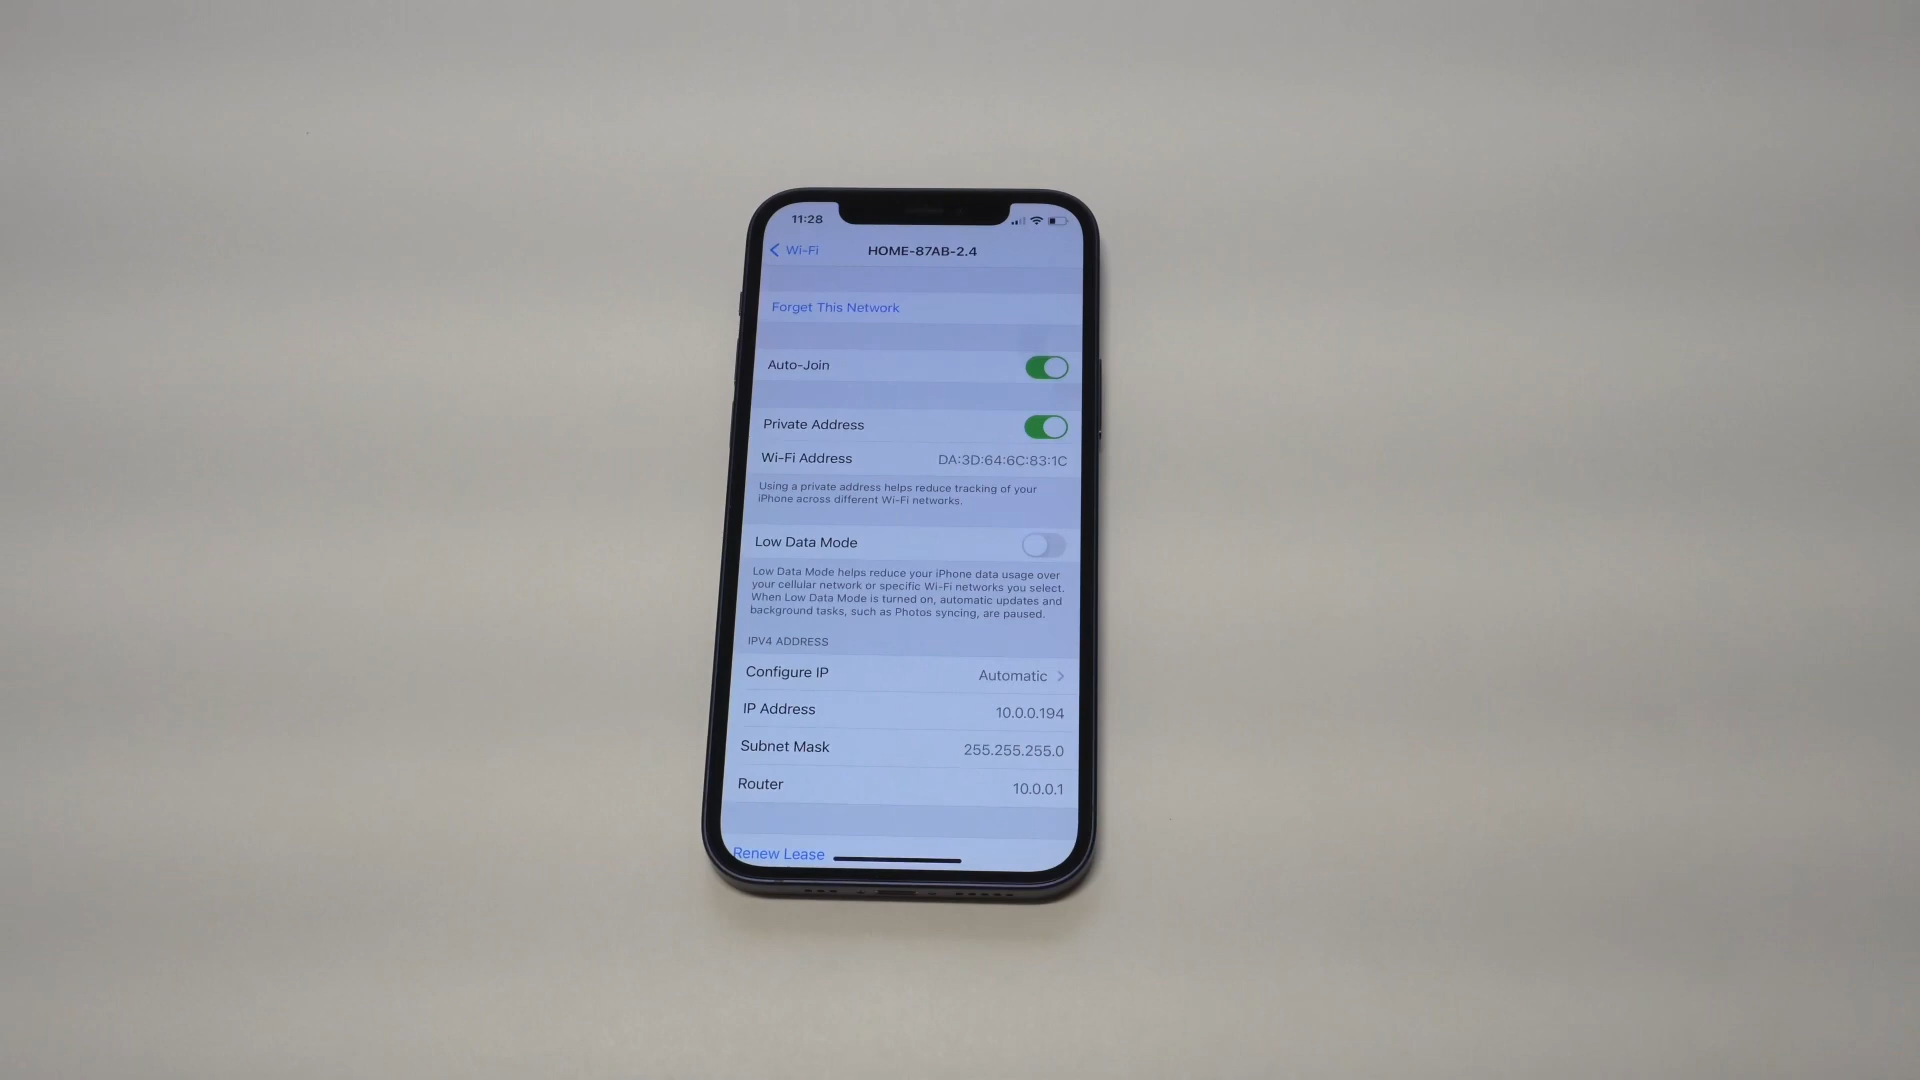 11:28
Wi-Fi
HOME-87AB-2.4
Forget This Network
Auto-Join
Private Address
Wi-Fi Address DA:3D:64:6C:83:1C
Using a private address helps reduce tracking of your
iPhone across different Wi-Fi networks.
Low Data Mode
Low Data Mode helps reduce your iPhone data usage over
your cellular network or specific Wi-Fi networks you select.
When Low Data Mode is turned on, automatic updates and
background tasks, such as Photos syncing, are paused.
IPV4 ADDRESS
Configure IP Automatic
IP Address 10.0.0.194
Subnet Mask 255.255.255.0
Router 10.0.0.1
Renew Lease